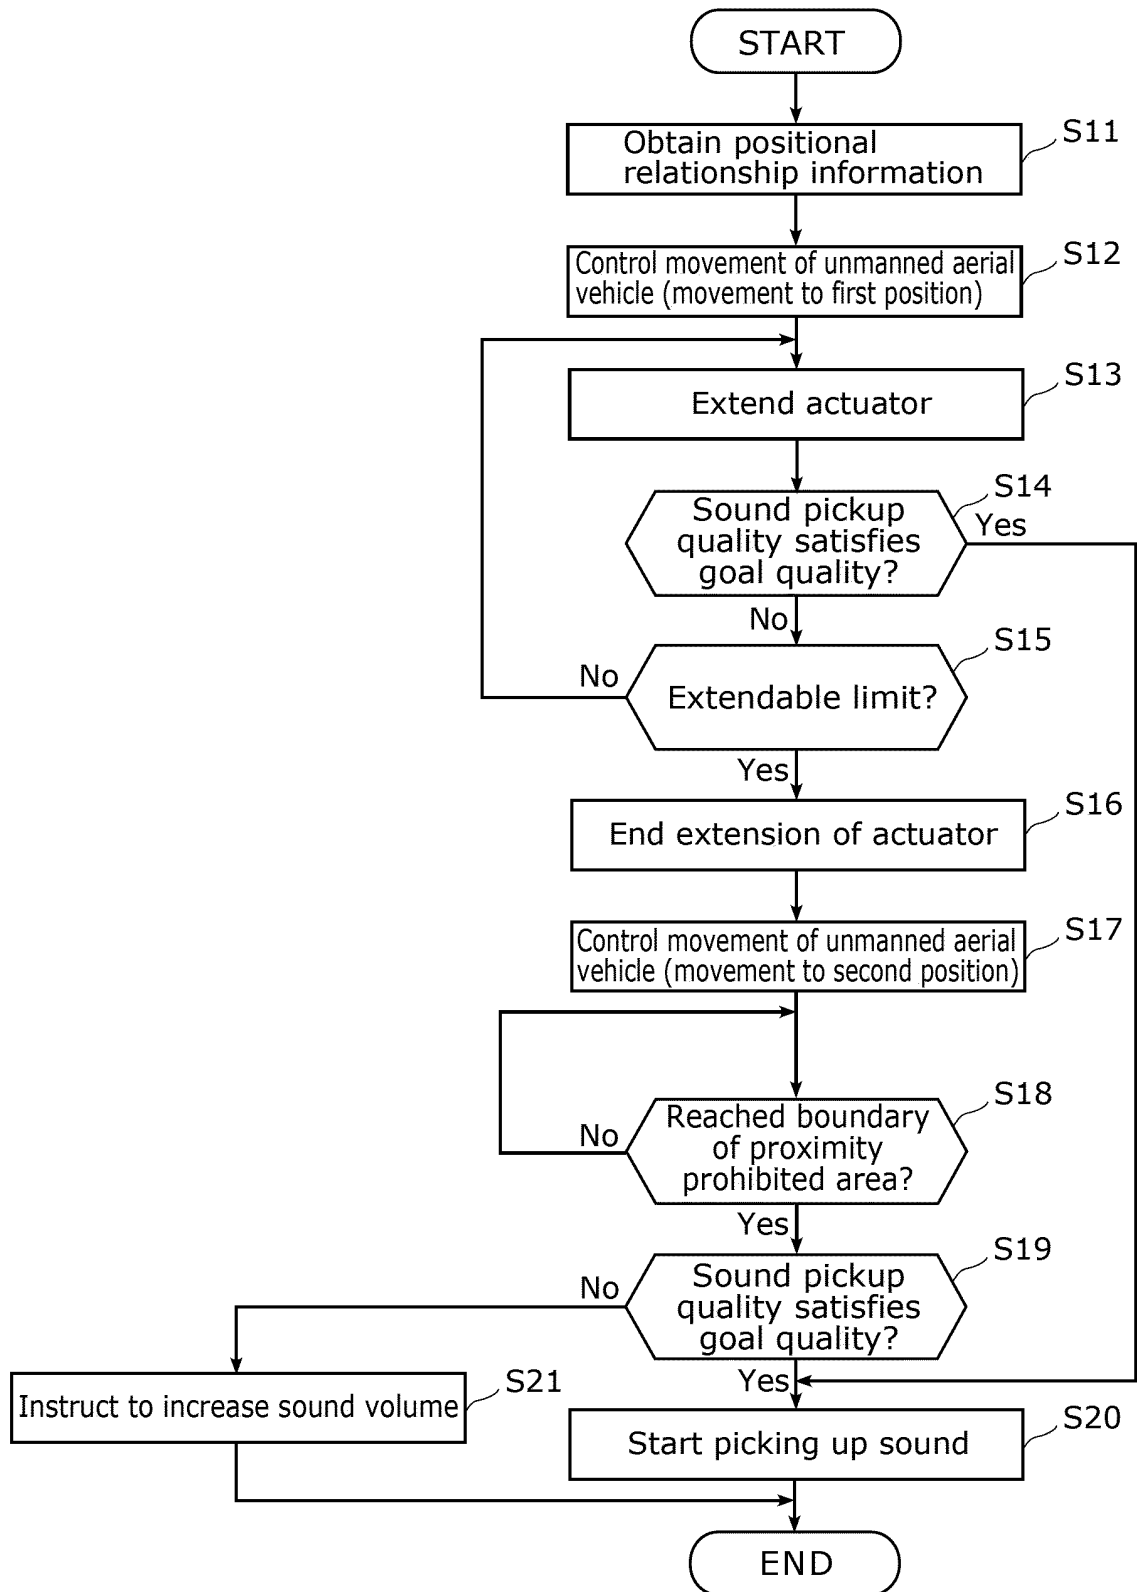 START
S11
Obtain positional
relationship information
S12
Control movement of unmanned aerial
vehicle (movement to first position)
S13
Extend actuator
S14
Sound pickup
quality satisfies
goal quality?
Yes
No
S15
No
Extendable limit?
Yes
S16
End extension of actuator
S17
Control movement of unmanned aerial
vehicle (movement to second position)
S18
Reached boundary
of proximity
prohibited area?
No
Yes
S19
No
Sound pickup
quality satisfies
goal quality?
Yes
S21
Instruct to increase sound volume
S20
Start picking up sound
END